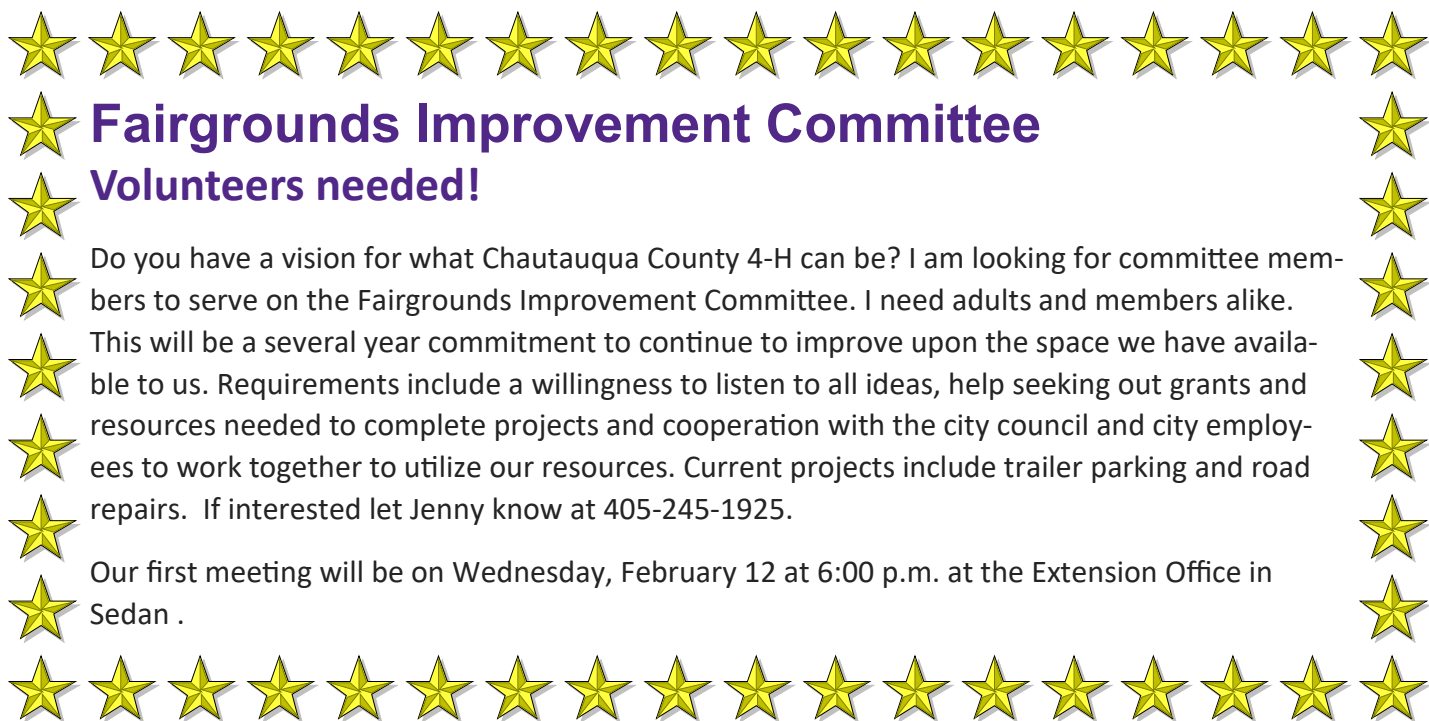 Fairgrounds Improvement Committee
Volunteers needed!
Do you have a vision for what Chautauqua County 4-H can be? I am looking for committee mem-
bers to serve on the Fairgrounds Improvement Committee. I need adults and members alike.
This will be a several year commitment to continue to improve upon the space we have availa-
ble to us. Requirements include a willingness to listen to all ideas, help seeking out grants and
resources needed to complete projects and cooperation with the city council and city employ-
ees to work together to utilize our resources. Current projects include trailer parking and road
repairs.  If interested let Jenny know at 405-245-1925.
Our first meeting will be on Wednesday, February 12 at 6:00 p.m. at the Extension Office in
Sedan .